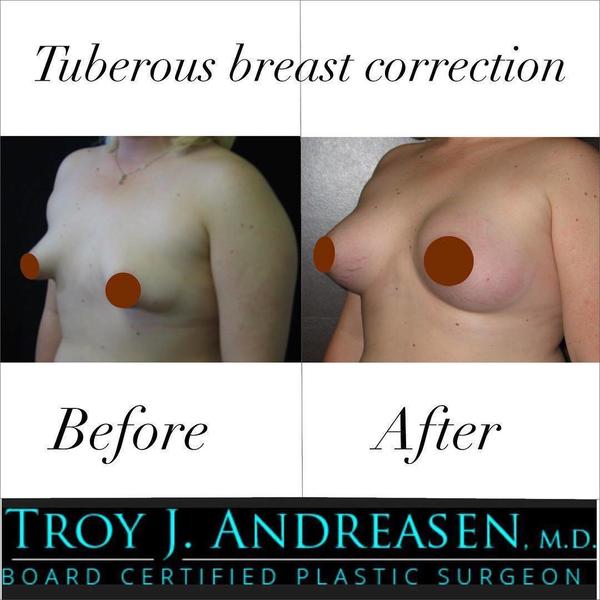 Tuberous breast correction
Before
After
TROY J. ANDREASEN, M.D.
BOARD CERTIFIED PLASTIC SURGEON